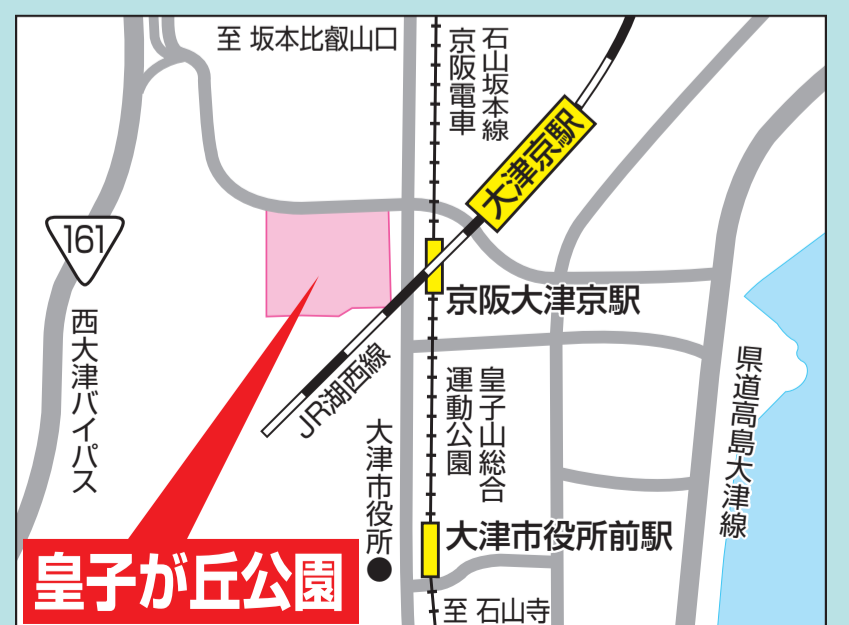 至 坂本比叡山口
石山坂本線
京阪電車
大津京駅
161
京阪大津京駅
西大津バイパス
JR湖西線
県道高島大津線
皇子山総合
運動公園
大津市役所
大津市役所前駅
皇子が丘公園
至 石山寺